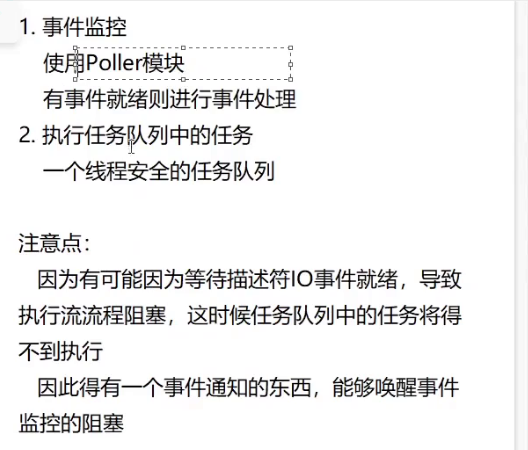 1. 事件监控
使用Poller模块
有事件就绪则进行事件处理
2. 执行任务队列中的任务
一个线程安全的任务队列
注意点：
因为有可能因为等待描述符IO事件就绪，导致
执行流流程阻塞，这时候任务队列中的任务将得
不到执行
因此得有一个事件通知的东西，能够唤醒事件
监控的阻塞